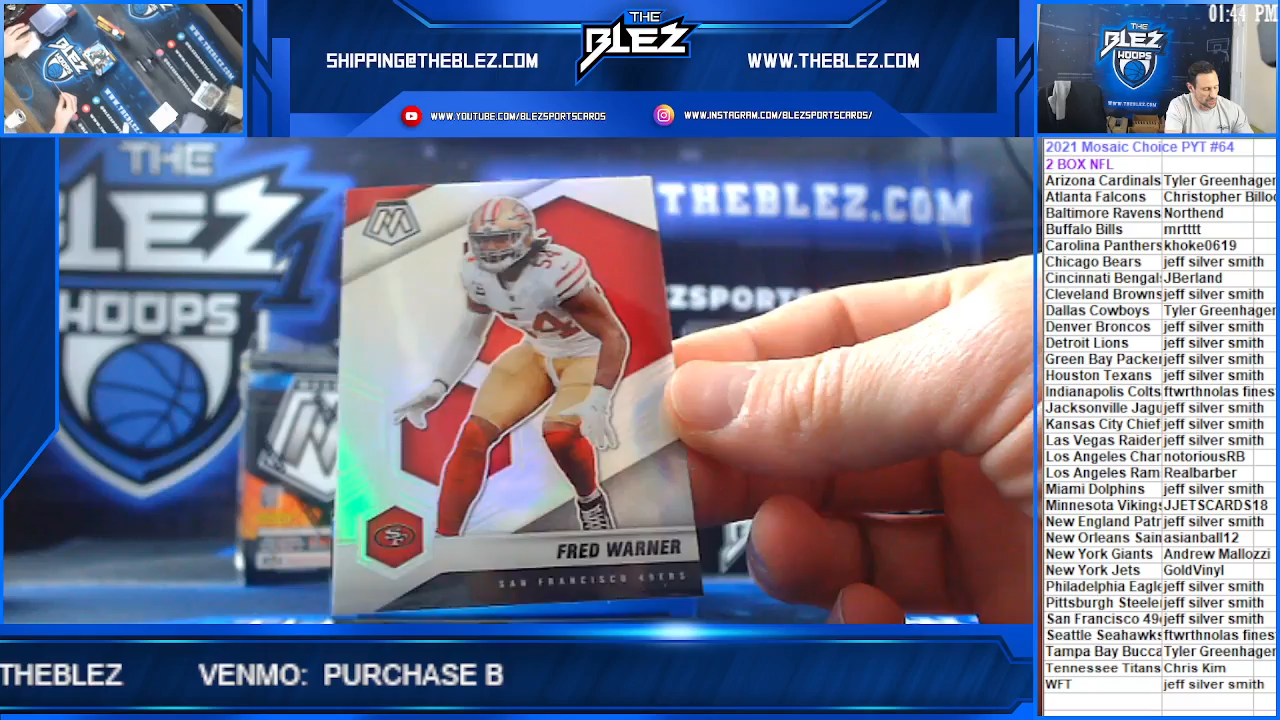 01:44 PM
THE
BLEZ
SHIPPING@THEBLEZ.COM
WWW.THEBLEZ.COM
WWW.YOUTUBE.COM/BLEZSPORTSCARDS
WWW.INSTAGRAM.COM/BLEZSPORTSCARDS/
THE
BLEZ
HOOPS
WWW.THEBLEZ.COM
THE
BLEZ
HOOPS
THEBLEZ.COM
ZSPORTS
M
54
FRED WARNER
SAN FRANCISCO 49ERS
2021 Mosaic Choice PYT #64
2 BOX NFL
Arizona Cardinals Tyler Greenhager
Atlanta Falcons Christopher Billoc
Baltimore Ravens Northend
Buffalo Bills mrtttt
Carolina Panthers khoke0619
Chicago Bears jeff silver smith
Cincinnati Bengal JBerland
Cleveland Browns jeff silver smith
Dallas Cowboys Tyler Greenhager
Denver Broncos jeff silver smith
Detroit Lions jeff silver smith
Green Bay Packe jeff silver smith
Houston Texans jeff silver smith
Indianapolis Colts ftwrthnolas fines
Jacksonville Jagu jeff silver smith
Kansas City Chief jeff silver smith
Las Vegas Raider jeff silver smith
Los Angeles Char notoriousRB
Los Angeles Ram Realbarber
Miami Dolphins jeff silver smith
Minnesota Viking JJETSCARDS18
New England Patr jeff silver smith
New Orleans Sain asianball12
New York Giants Andrew Mallozzi
New York Jets GoldVinyl
Philadelphia Eagle jeff silver smith
Pittsburgh Steele jeff silver smith
San Francisco 49 jeff silver smith
Seattle Seahawks ftwrthnolas fines
Tampa Bay Bucca Tyler Greenhager
Tennessee Titans Chris Kim
WFT jeff silver smith
THEBLEZ VENMO: PURCHASE B